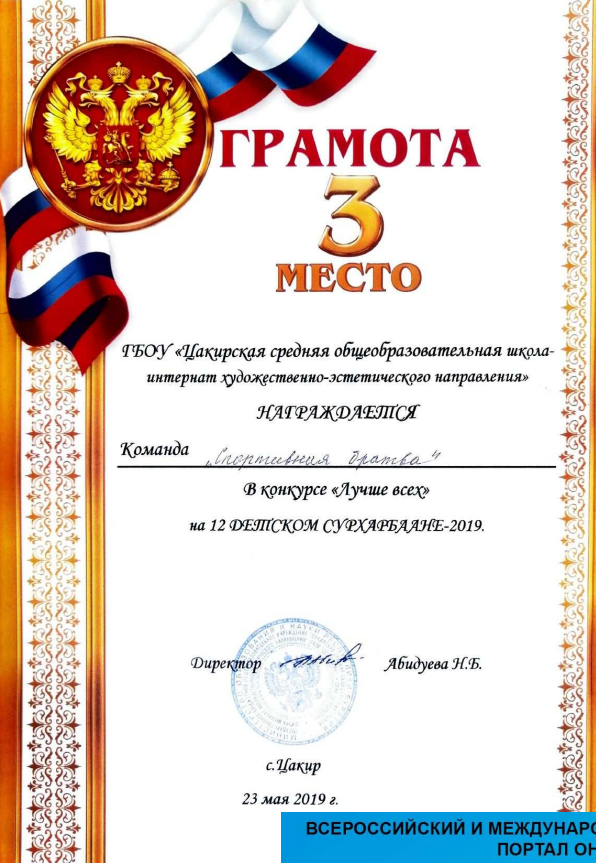 ГРАМОТА
3
МЕСТО
ГБОУ «Цакирская средняя общеобразовательная школа-
интернат художественно-эстетического направления»
НАГРАЖДАЕТСЯ
Команда „Спортивная братва"
В конкурсе «Лучше всех»
на 12 ДЕТСКОМ СУРХАРБААНЕ-2019.
Директор Абидуева Н.Б.
с.Цакир
23 мая 2019 г.
ВСЕРОССИЙСКИЙ И МЕЖДУНАРО
ПОРТАЛ ОН